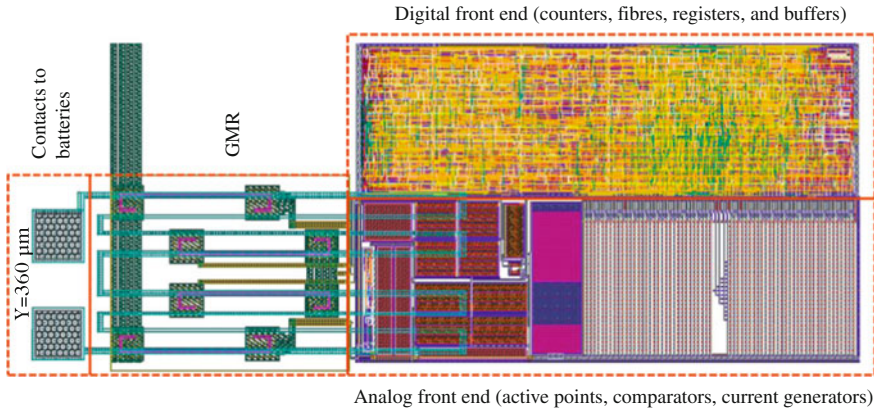 Digital front end (counters, fibres, registers, and buffers)
Contacts to
batteries
GMR
Y=360 μm
Analog front end (active points, comparators, current generators)